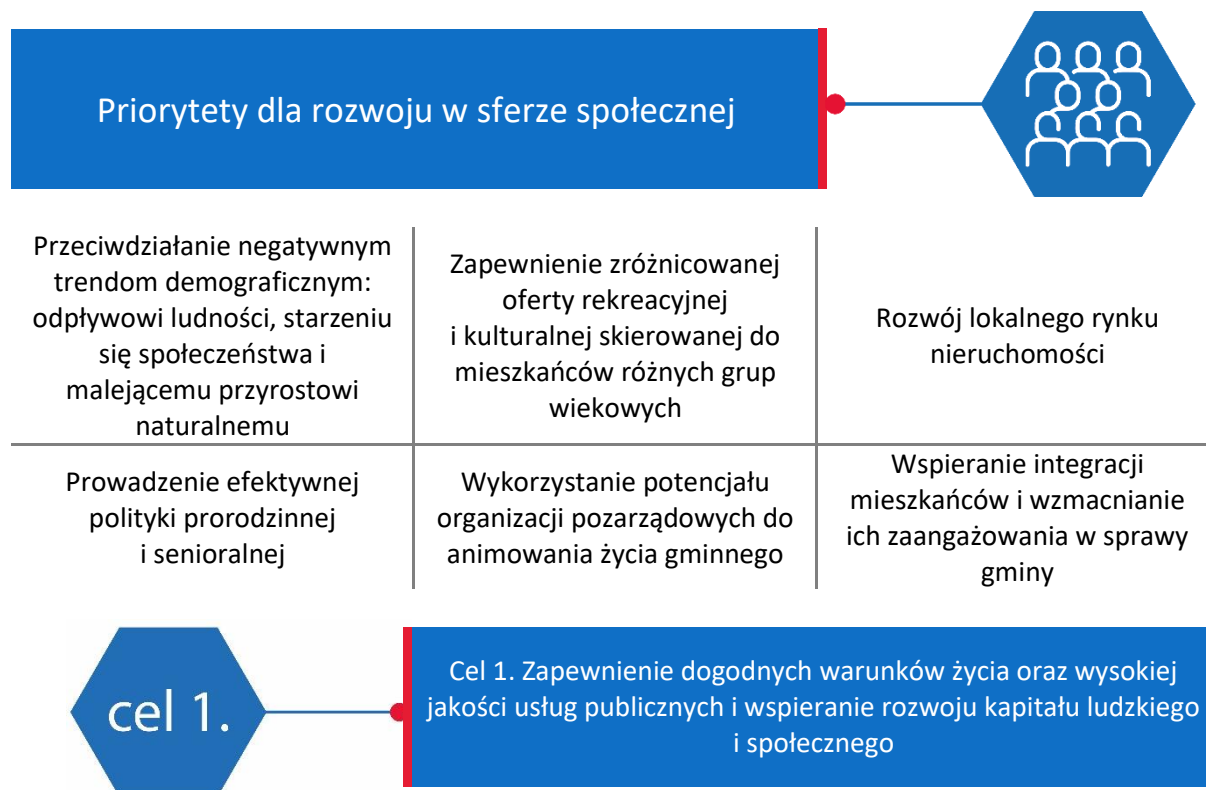 Priorytety dla rozwoju w sferze społecznej
Przeciwdziałanie negatywnym
trendom demograficznym:
odpływowi ludności, starzeniu
się społeczeństwa i
malejącemu przyrostowi
naturalnemu
Zapewnienie zróżnicowanej
oferty rekreacyjnej
i kulturalnej skierowanej do
mieszkańców różnych grup
wiekowych
Rozwój lokalnego rynku
nieruchomości
Prowadzenie efektywnej
polityki prorodzinnej
i senioralnej
Wykorzystanie potencjału
organizacji pozarządowych do
animowania życia gminnego
Wspieranie integracji
mieszkańców i wzmacnianie
ich zaangażowania w sprawy
gminy
cel 1.
Cel 1. Zapewnienie dogodnych warunków życia oraz wysokiej
jakości usług publicznych i wspieranie rozwoju kapitału ludzkiego
i społecznego